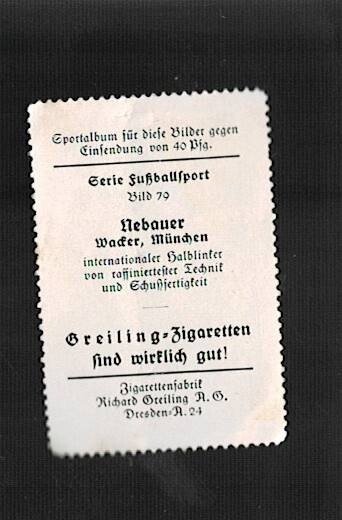 Sportalbum für diese Bilder gegen
Einsendung von 40 Pfg.
Serie Fußballsport
Bild 79
Nebauer
Wacker, München
internationaler Halblinker
von raffiniertester Technik
und Schußfertigkeit
Greiling-Zigaretten
sind wirklich gut!
Zigarettenfabrik
Richard Greiling A. G.
Dresden-A. 24